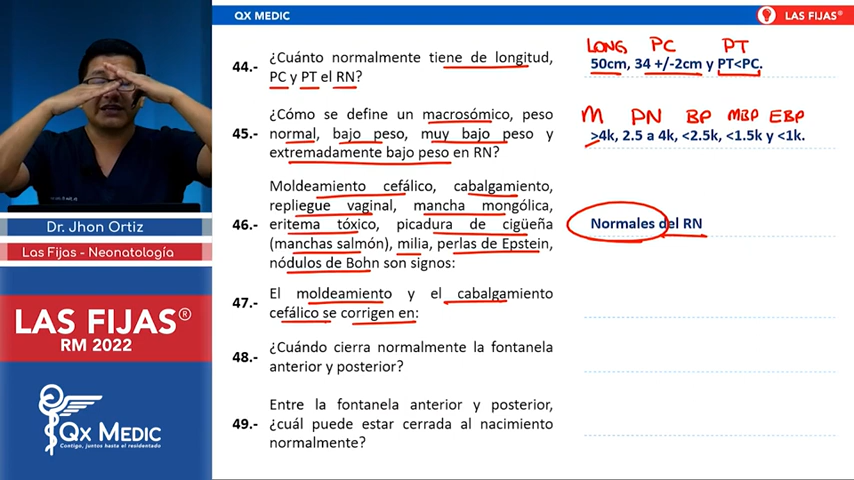 QX MEDIC
LAS FIJAS®
44.- ¿Cuánto normalmente tiene de longitud,
PC y PT el RN?
LONG PC PT
50cm, 34 +/-2cm y PT<PC.
45.- ¿Cómo se define un macrosómico, peso
normal, bajo peso, muy bajo peso y
extremadamente bajo peso en RN?
M PN BP MBP EBP
>4k, 2.5 a 4k, <2.5k, <1.5k y <1k.
46.- Moldeamiento cefálico, cabalgamiento,
repliegue vaginal, mancha mongólica,
eritema tóxico, picadura de cigüeña
(manchas salmón), milia, perlas de Epstein,
nódulos de Bohn son signos:
Normales del RN
47.- El moldeamiento y el cabalgamiento
cefálico se corrigen en:
48.- ¿Cuándo cierra normalmente la fontanela
anterior y posterior?
49.- Entre la fontanela anterior y posterior,
¿cuál puede estar cerrada al nacimiento
normalmente?
Dr. Jhon Ortiz
Las Fijas - Neonatología
LAS FIJAS®
RM 2022
QX MEDIC
Contigo, juntos hasta el residentado